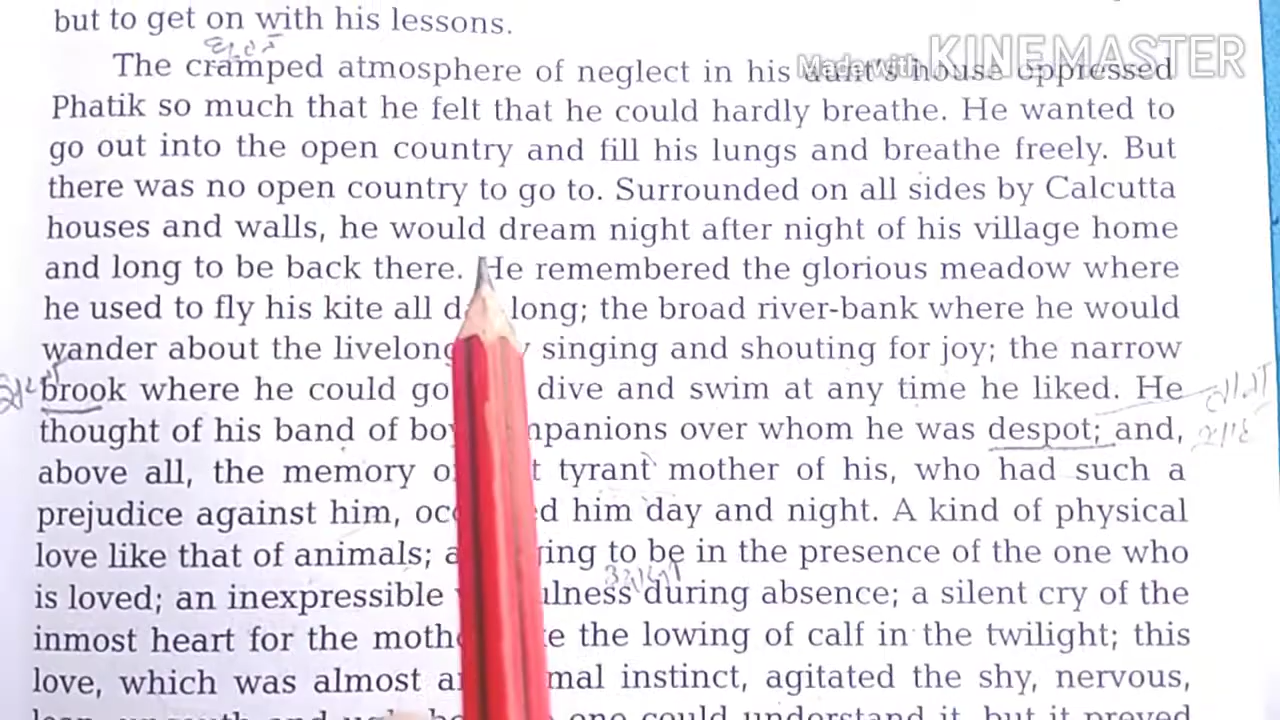 but to get on with his lessons.
The cramped atmosphere of neglect in his aunt's house oppressed
Phatik so much that he felt that he could hardly breathe. He wanted to
go out into the open country and fill his lungs and breathe freely. But
there was no open country to go to. Surrounded on all sides by Calcutta
houses and walls, he would dream night after night of his village home
and long to be back there. He remembered the glorious meadow where
he used to fly his kite all long; the broad river-bank where he would
wander about the livelong singing and shouting for joy; the narrow
brook where he could go dive and swim at any time he liked. He
thought of his band of over whom he was despot; and,
above all, the memory tyrant mother of his, who had such a
prejudice against him, him day and night. A kind of physical
love like that of animals; to be in the presence of the one who
is loved; an inexpressible during absence; a silent cry of the
inmost heart for the the lowing of calf in the twilight; this
love, which was almost instinct, agitated the shy, nervous,
one could understand it, but it proved
Made with KINEMASTER